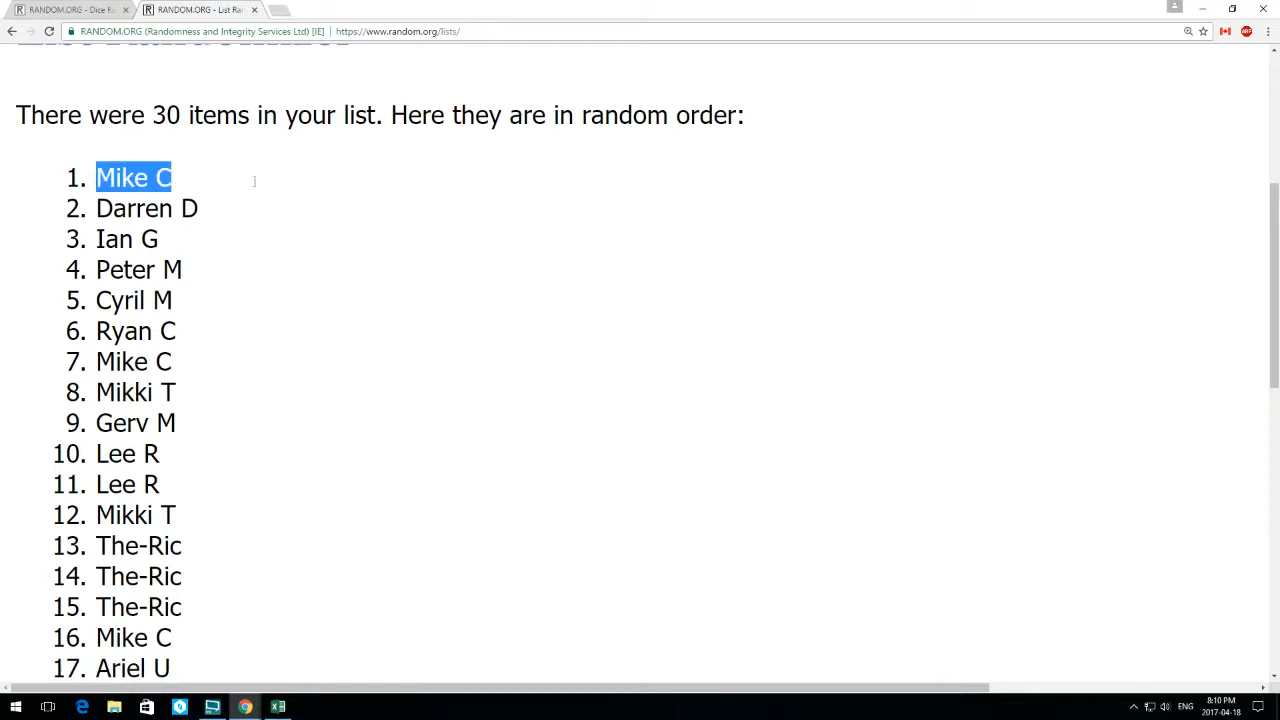 RANDOM.ORG - Dice Ro
RANDOM.ORG - List Ra
RANDOM.ORG (Randomness and Integrity Services Ltd) [IE]
https://www.random.org/lists/
ABP
There were 30 items in your list. Here they are in random order:
1. Mike C
2. Darren D
3. Ian G
4. Peter M
5. Cyril M
6. Ryan C
7. Mike C
8. Mikki T
9. Gerv M
10. Lee R
11. Lee R
12. Mikki T
13. The-Ric
14. The-Ric
15. The-Ric
16. Mike C
17. Ariel U
ENG
8:10 PM
2017-04-18